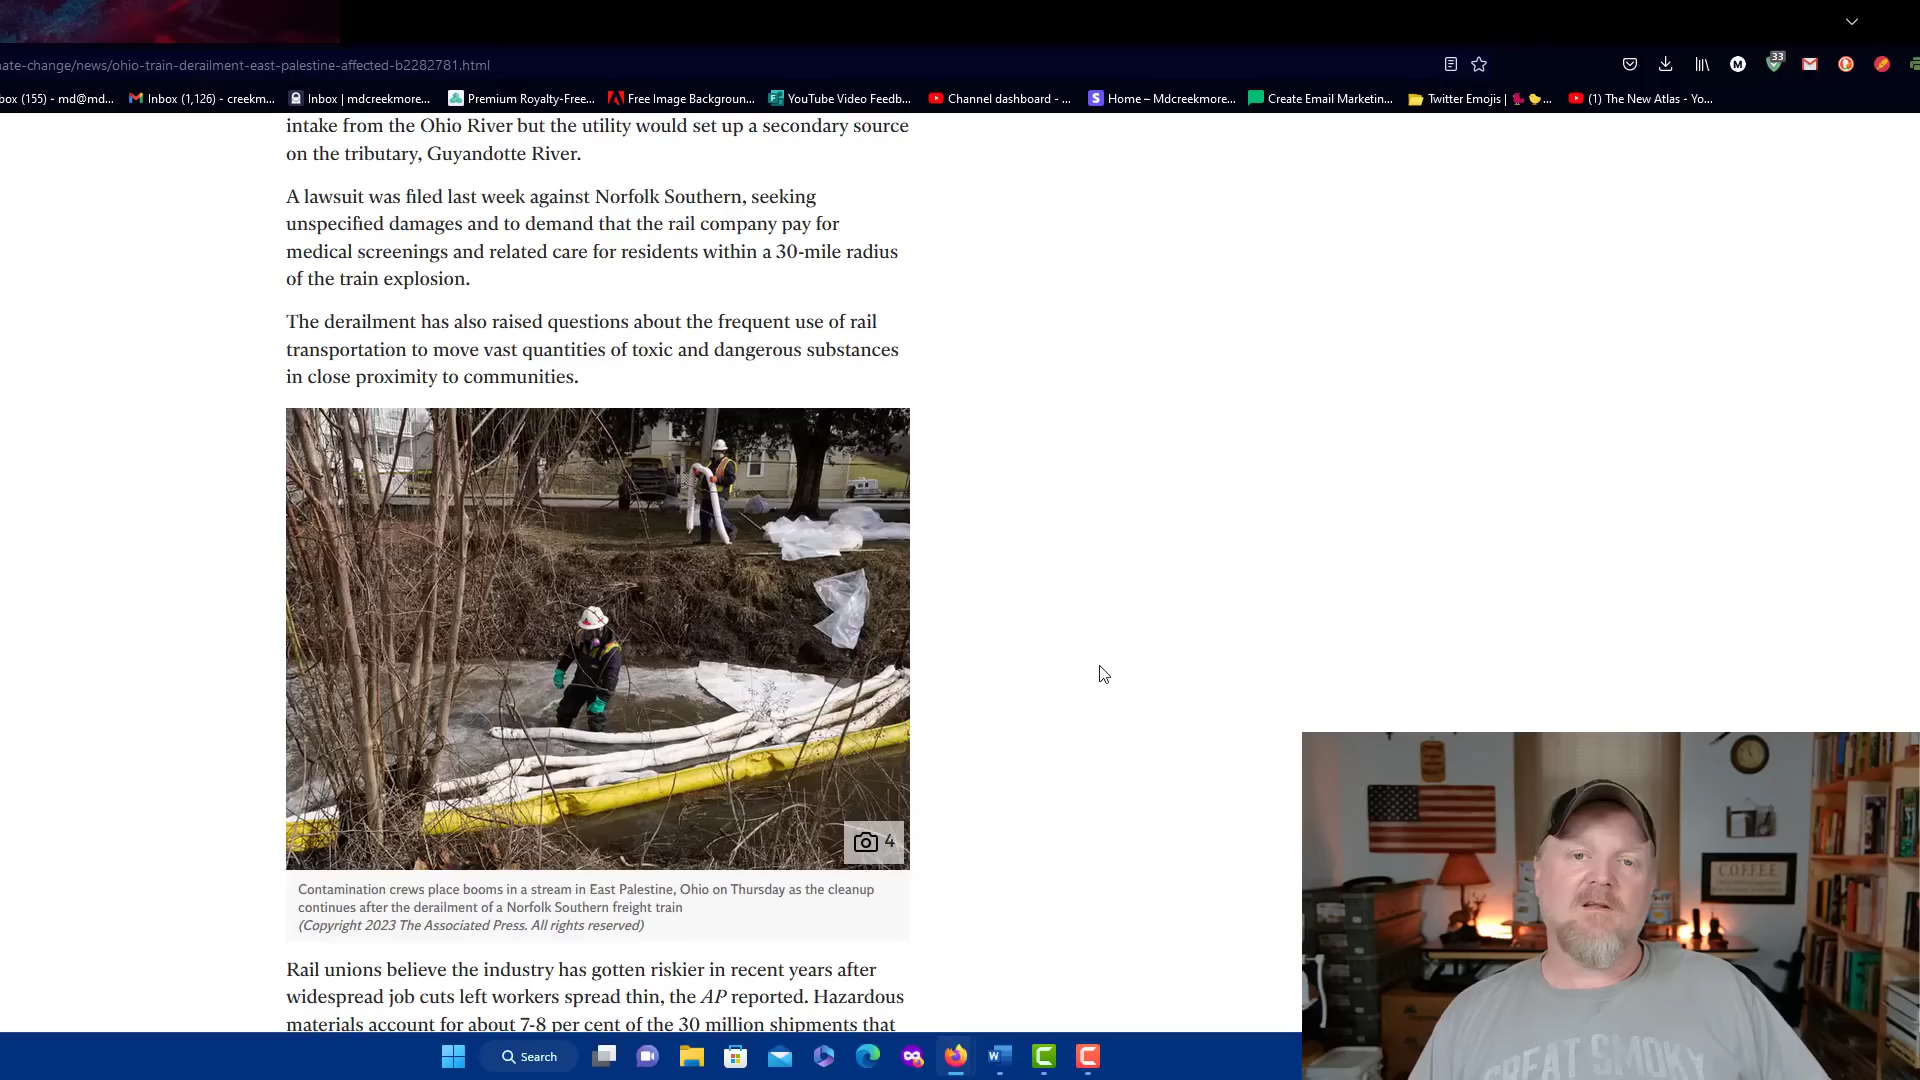 nate-change/news/ohio-train-derailment-east-palestine-affected-b2282781.html
33
box (155) - md@md...
Inbox (1,126) - creekm...
Inbox | mdcreekmore...
Premium Royalty-Free...
Free Image Backgroun...
YouTube Video Feedb...
Channel dashboard - ...
Home – Mdcreekmore...
Create Email Marketin...
Twitter Emojis | 🐦 🐤...
(1) The New Atlas - Yo...
intake from the Ohio River but the utility would set up a secondary source
on the tributary, Guyandotte River.
A lawsuit was filed last week against Norfolk Southern, seeking
unspecified damages and to demand that the rail company pay for
medical screenings and related care for residents within a 30-mile radius
of the train explosion.
The derailment has also raised questions about the frequent use of rail
transportation to move vast quantities of toxic and dangerous substances
in close proximity to communities.
4
Contamination crews place booms in a stream in East Palestine, Ohio on Thursday as the cleanup
continues after the derailment of a Norfolk Southern freight train
(Copyright 2023 The Associated Press. All rights reserved)
Rail unions believe the industry has gotten riskier in recent years after
widespread job cuts left workers spread thin, the AP reported. Hazardous
materials account for about 7-8 per cent of the 30 million shipments that
COFFEE
GREAT SMOKY
Search